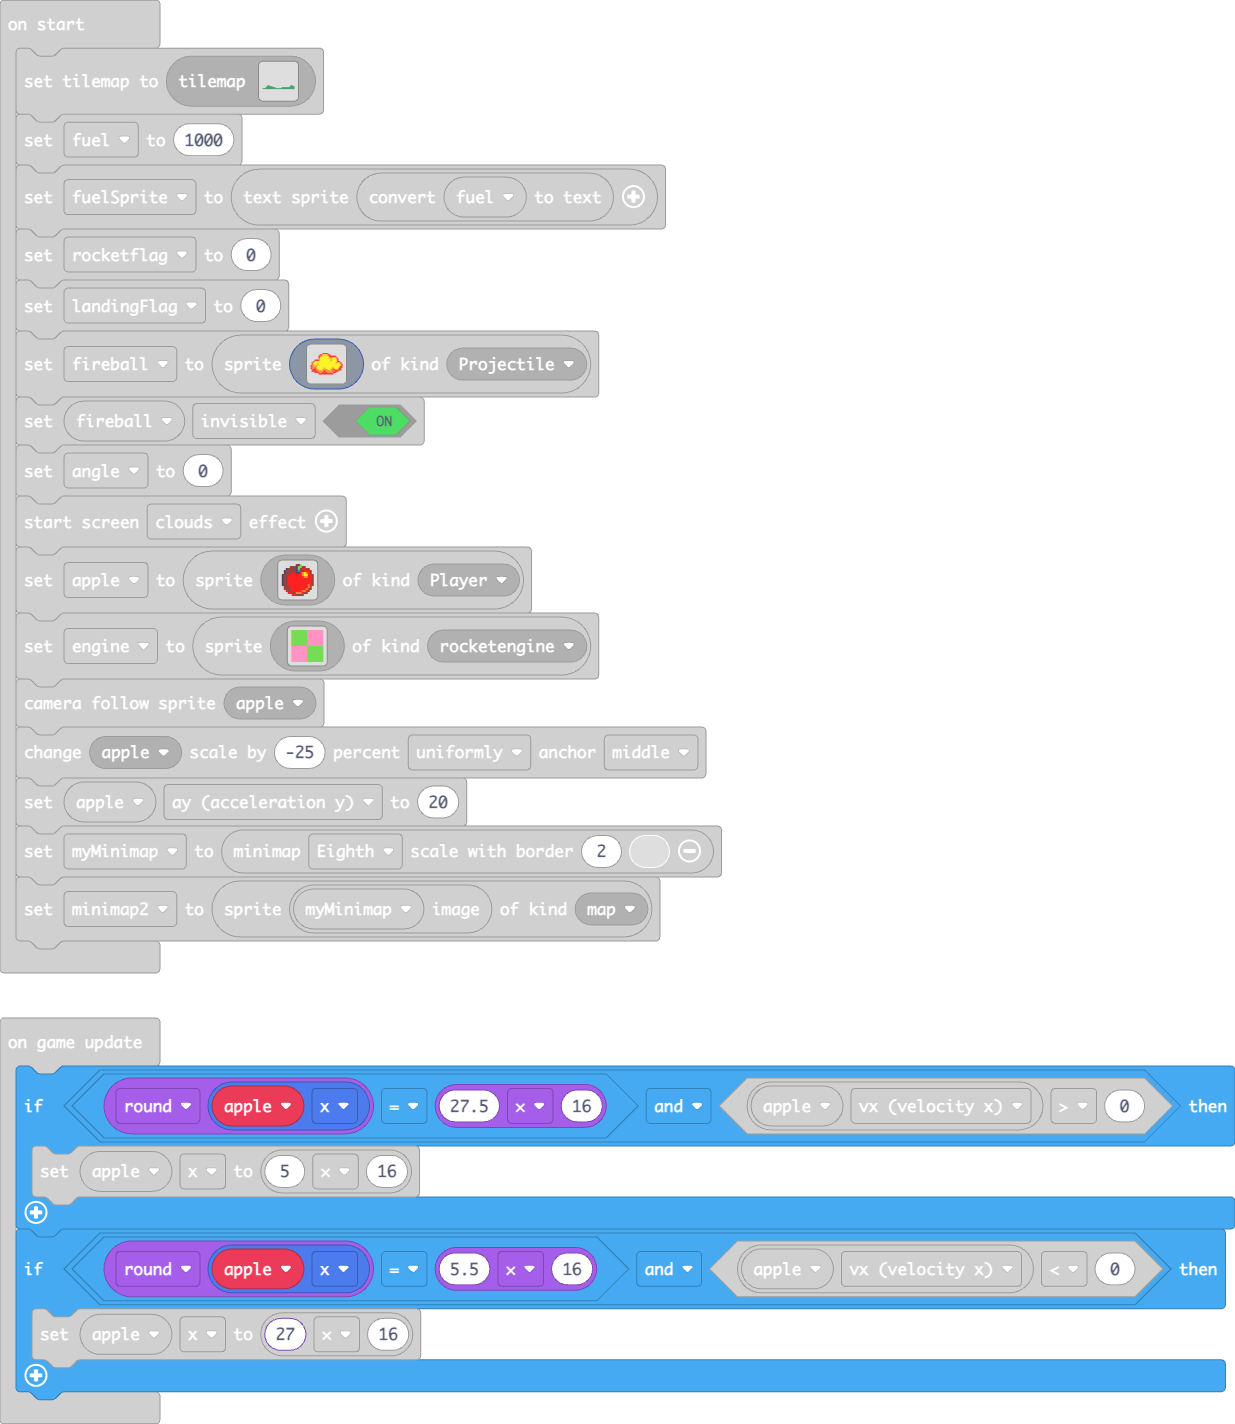 on start
set tilemap to tilemap
set fuel to 1000
set fuelSprite to text sprite convert fuel to text
set rocketflag to 0
set landingFlag to 0
set fireball to sprite of kind Projectile
set fireball invisible ON
set angle to 0
start screen clouds effect
set apple to sprite of kind Player
set engine to sprite of kind rocketengine
camera follow sprite apple
change apple scale by -25 percent uniformly anchor middle
set apple ay (acceleration y) to 20
set myMinimap to minimap Eighth scale with border 2
set minimap2 to sprite myMinimap image of kind map
on game update
if round apple x = 27.5 × 16 and apple vx (velocity x) > 0 then
set apple x to 5 × 16
if round apple x = 5.5 × 16 and apple vx (velocity x) < 0 then
set apple x to 27 × 16